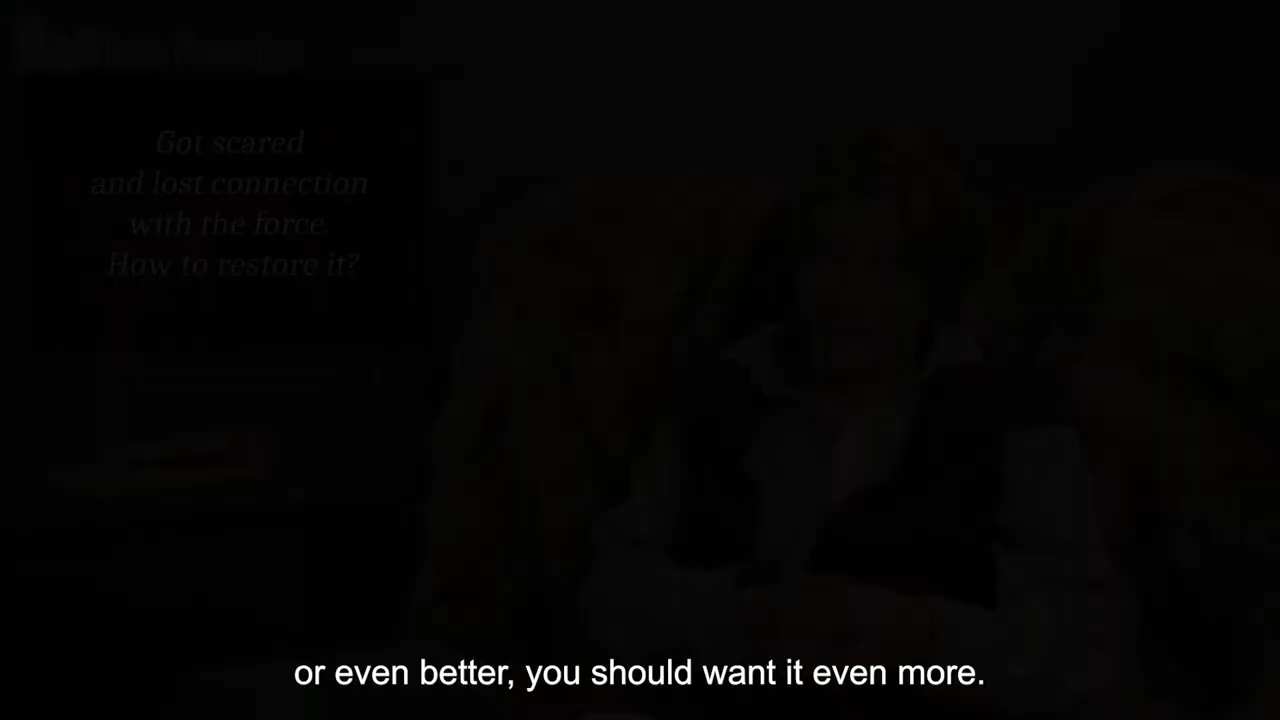 Got scared
and lost connection
with the force.
How to restore it?
or even better, you should want it even more.